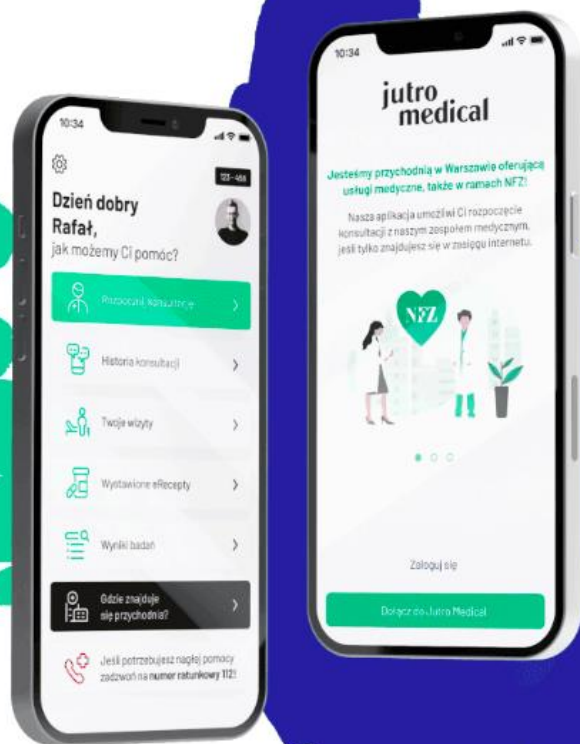 10:34
123-456
Dzień dobry
Rafał,
jak możemy Ci pomóc?
Rozpocznij konsultację
Historia konsultacji
Twoje wizyty
Wystawione eRecepty
Wyniki badań
Gdzie znajduje
się przychodnia?
Jeśli potrzebujesz nagłej pomocy
zadzwoń na numer ratunkowy 112!
10:34
jutro
medical
Jesteśmy przychodnią w Warszawie oferującą
usługi medyczne, także w ramach NFZ!
Nasza aplikacja umożliwi Ci rozpoczęcie
konsultacji z naszym zespołem medycznym,
jeśli tylko znajdujesz się w zasięgu internetu.
NFZ
Zaloguj się
Dołącz do Jutro Medical